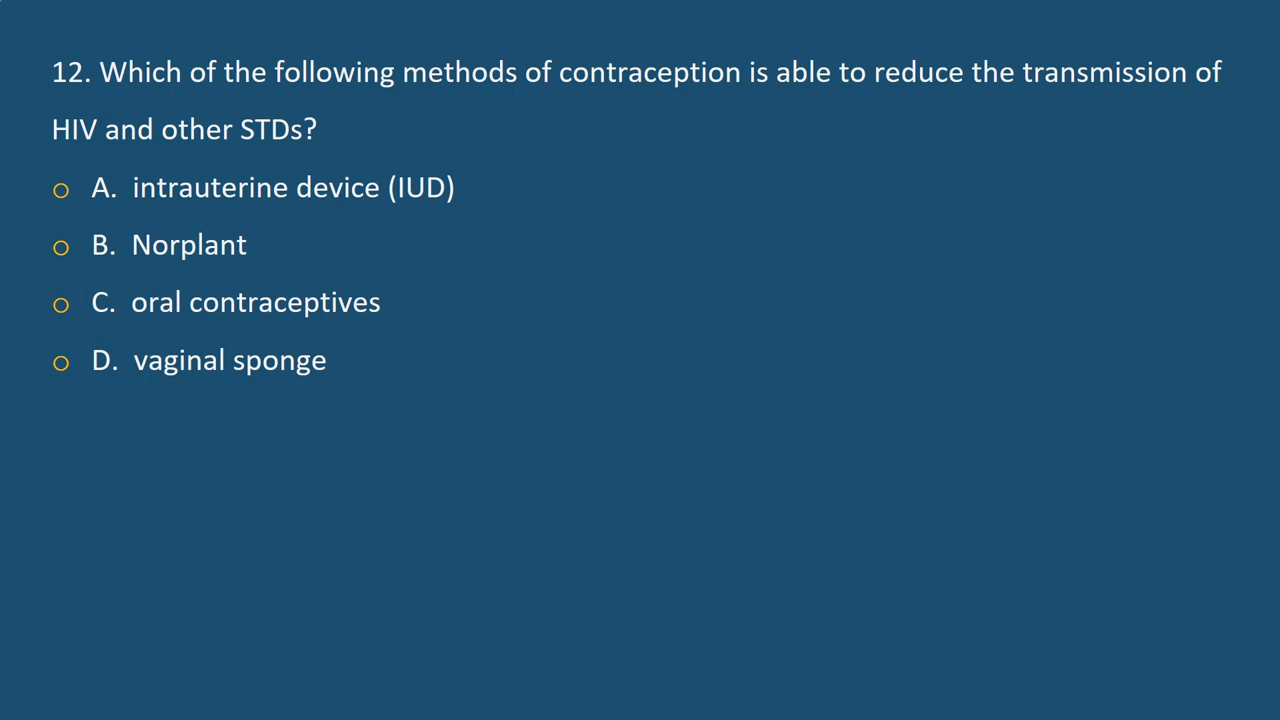 12. Which of the following methods of contraception is able to reduce the transmission of
HIV and other STDs?
A. intrauterine device (IUD)
B. Norplant
C. oral contraceptives
D. vaginal sponge